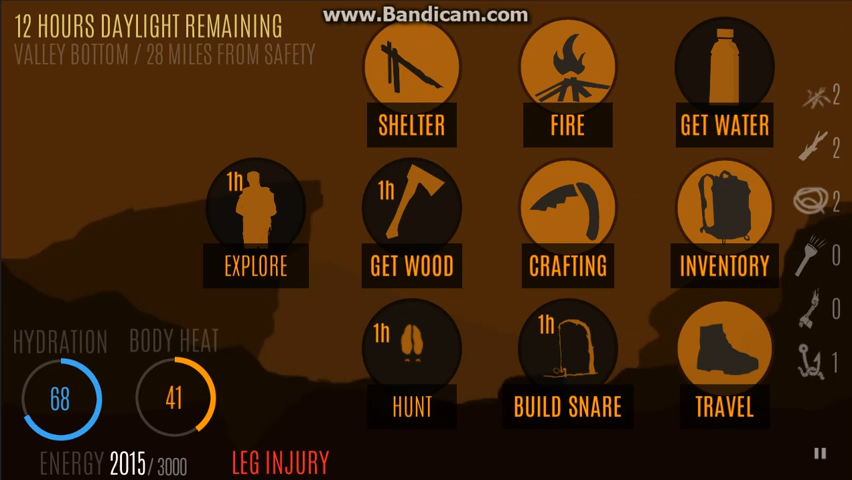 www.Bandicam.com
12 HOURS DAYLIGHT REMAINING
VALLEY BOTTOM / 28 MILES FROM SAFETY
SHELTER
FIRE
GET WATER
2
2
2
0
0
1
1h
EXPLORE
1h
GET WOOD
CRAFTING
INVENTORY
1h
HUNT
1h
BUILD SNARE
TRAVEL
HYDRATION
68
BODY HEAT
41
ENERGY 2015/3000
LEG INJURY